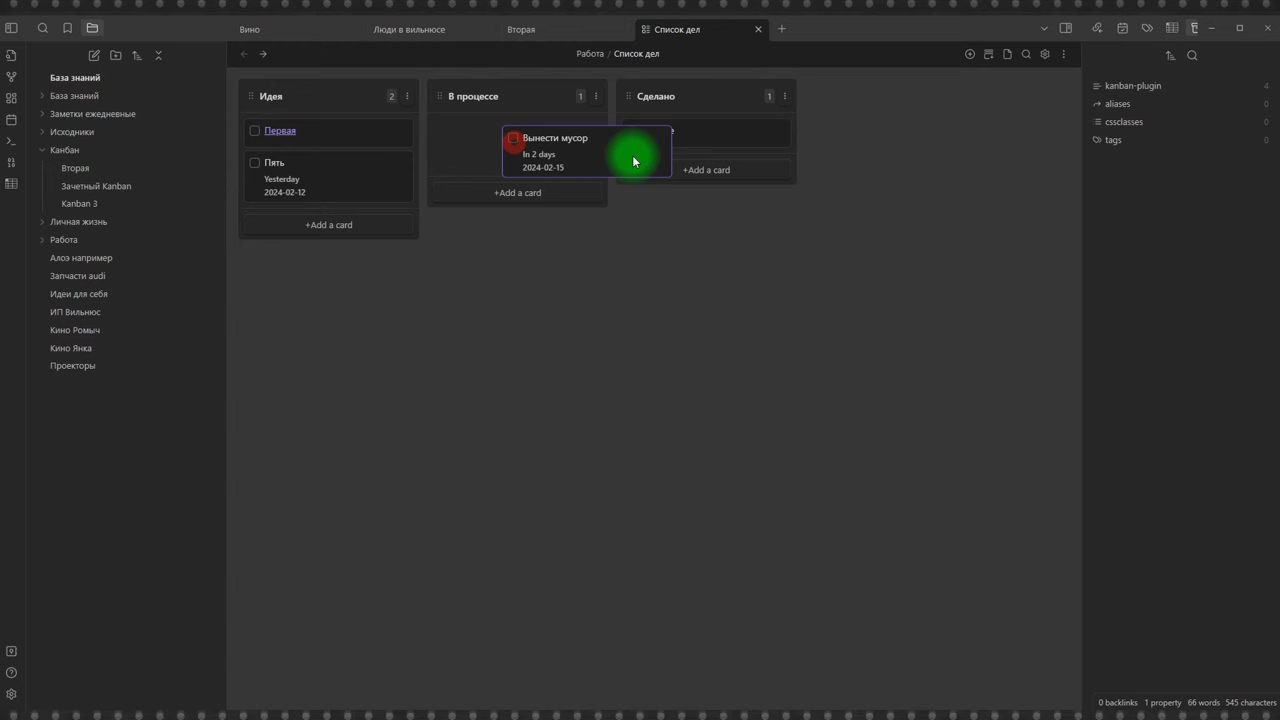 Вино
Люди в вильнюсе
Вторая
Список дел
Работа › Список дел
База знаний
База знаний
Заметки ежедневные
Исходники
Канбан
Вторая
Зачетный Kanban
Kanban 3
Личная жизнь
Работа
Алоэ например
Запчасти audi
Идеи для себя
ИП Вильнюс
Кино Ромыч
Кино Янка
Проекторы
Идея 2
Первая
Пять
Yesterday
2024-02-12
+Add a card
В процессе 1
Вынести мусор
In 2 days
2024-02-15
+Add a card
Сделано 1
+Add a card
kanban-plugin 4
aliases 0
cssclasses 0
tags 0
0 backlinks 1 property 66 words 545 characters